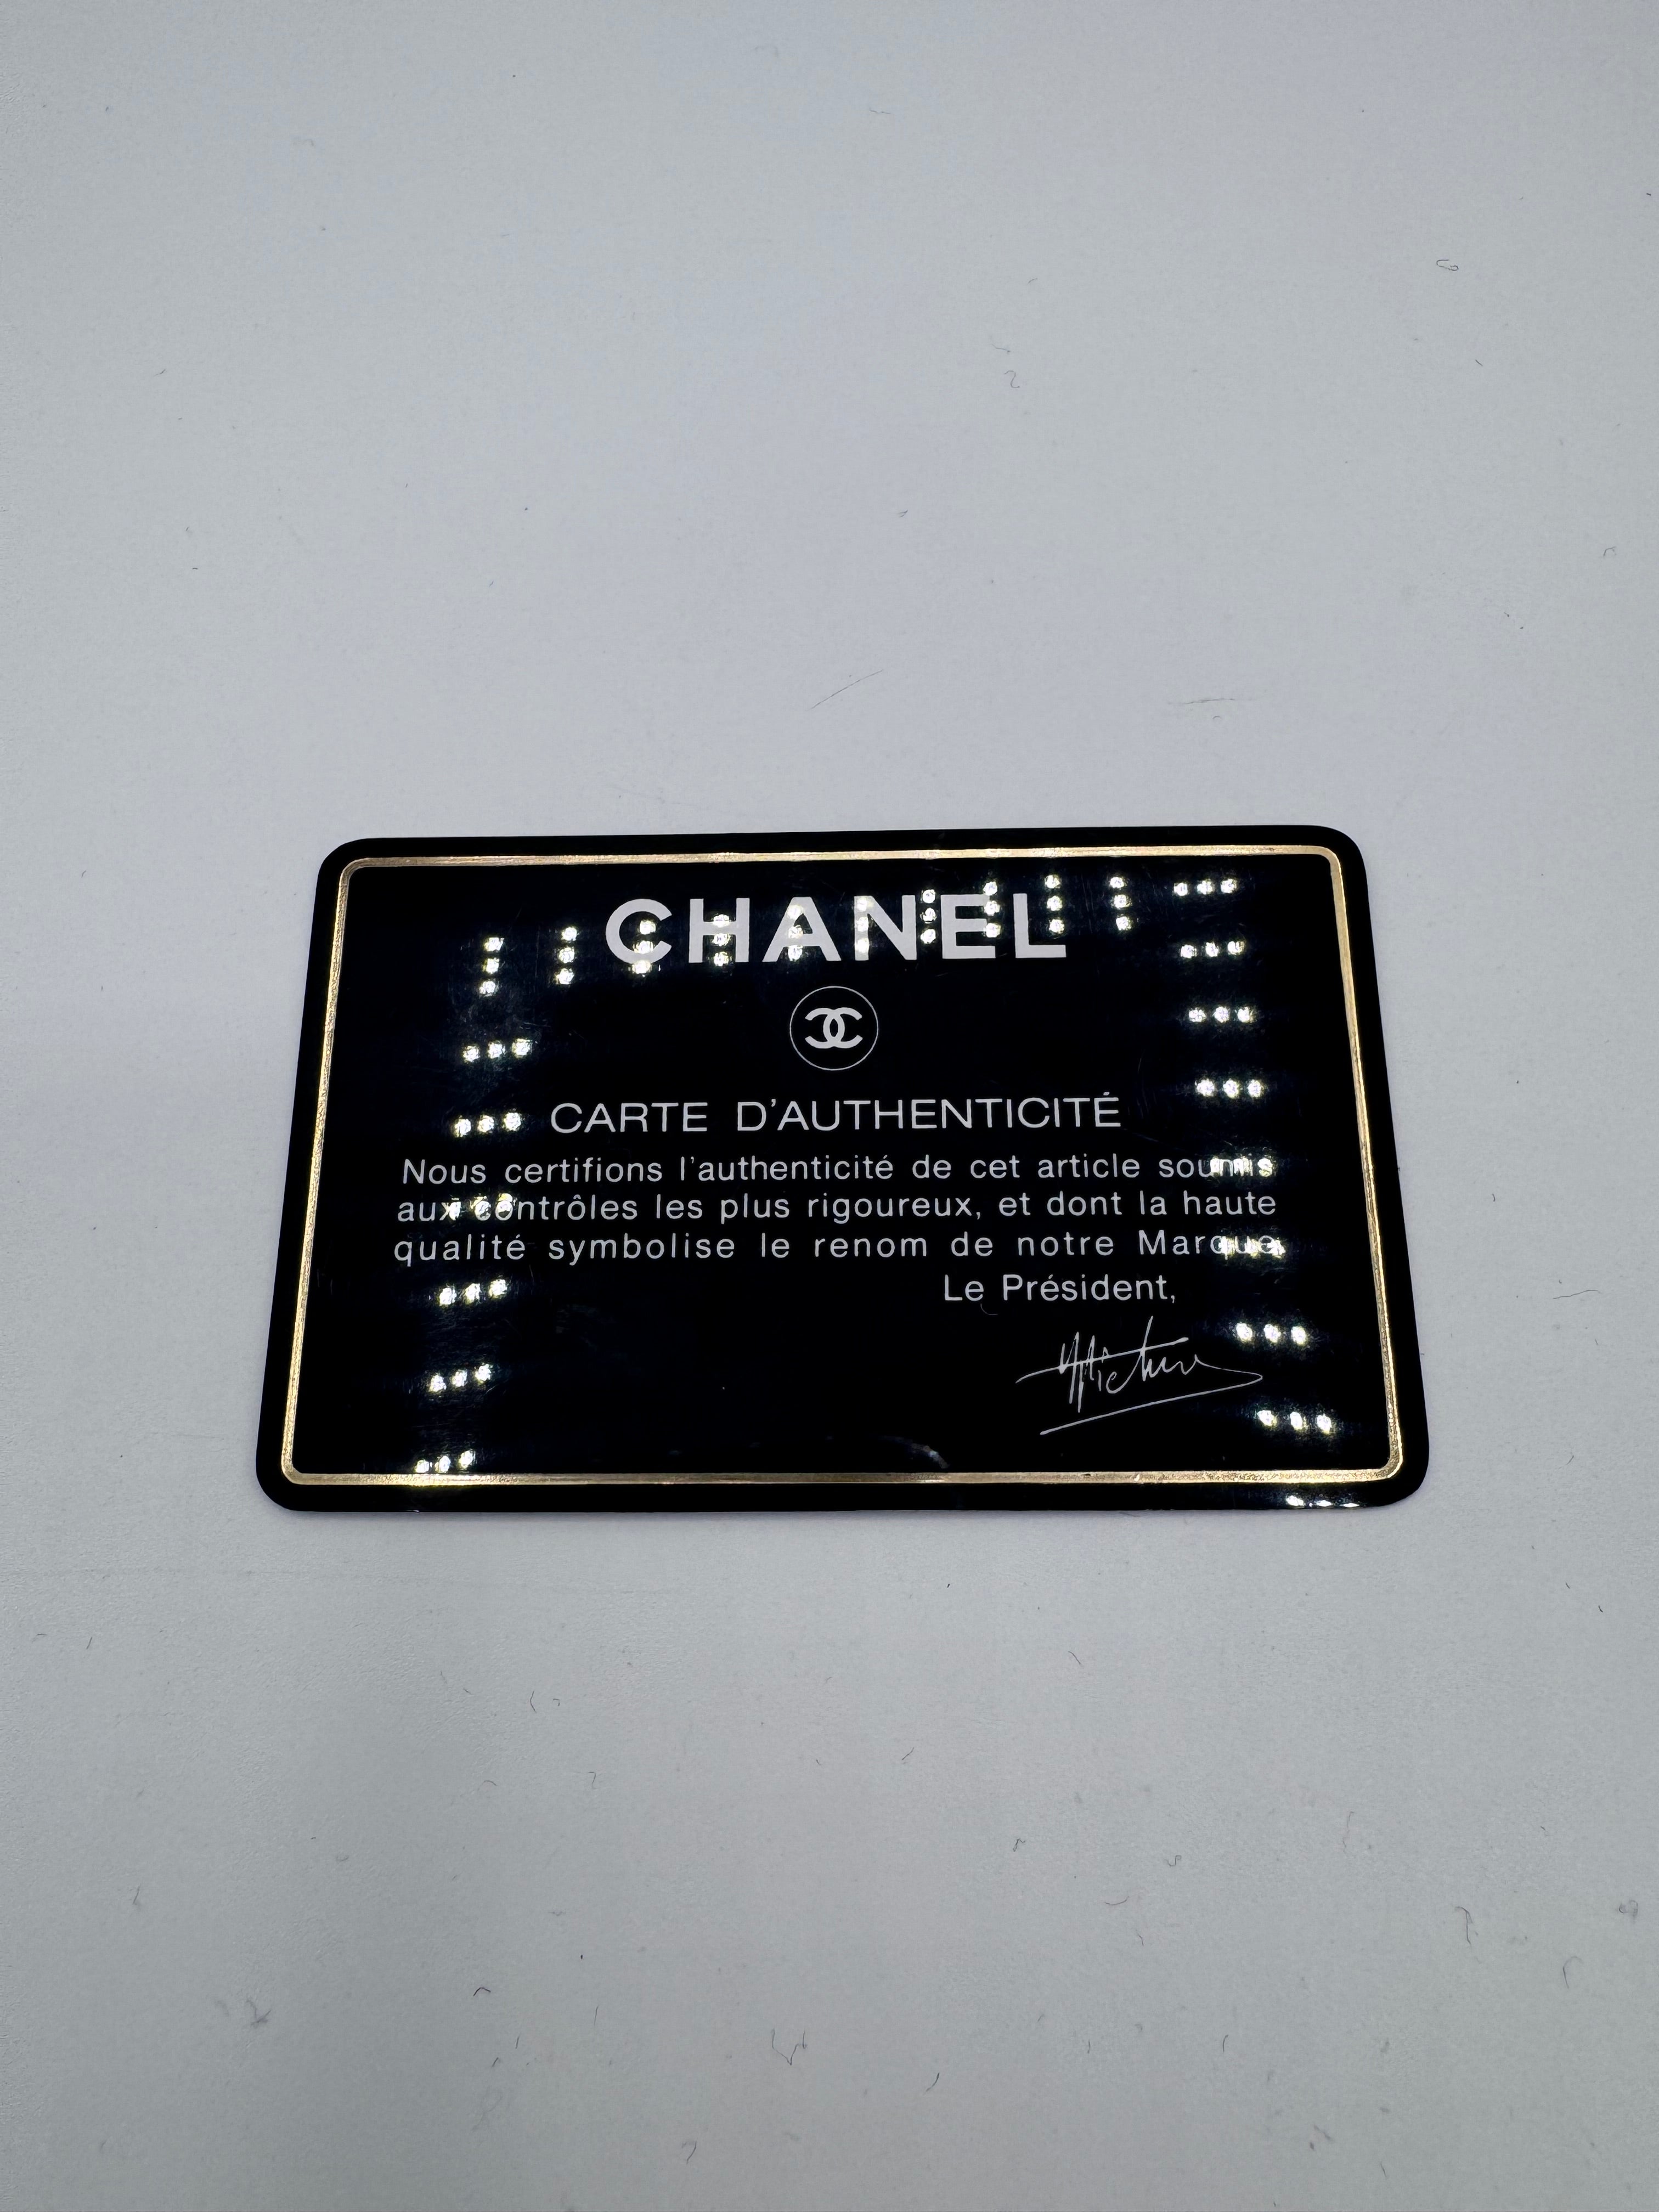 CHANEL
CARTE D'AUTHENTICITÉ
Nous certifions l'authenticité de cet article soumis
aux contrôles les plus rigoureux, et dont la haute
qualité symbolise le renom de notre Marque.
Le Président,